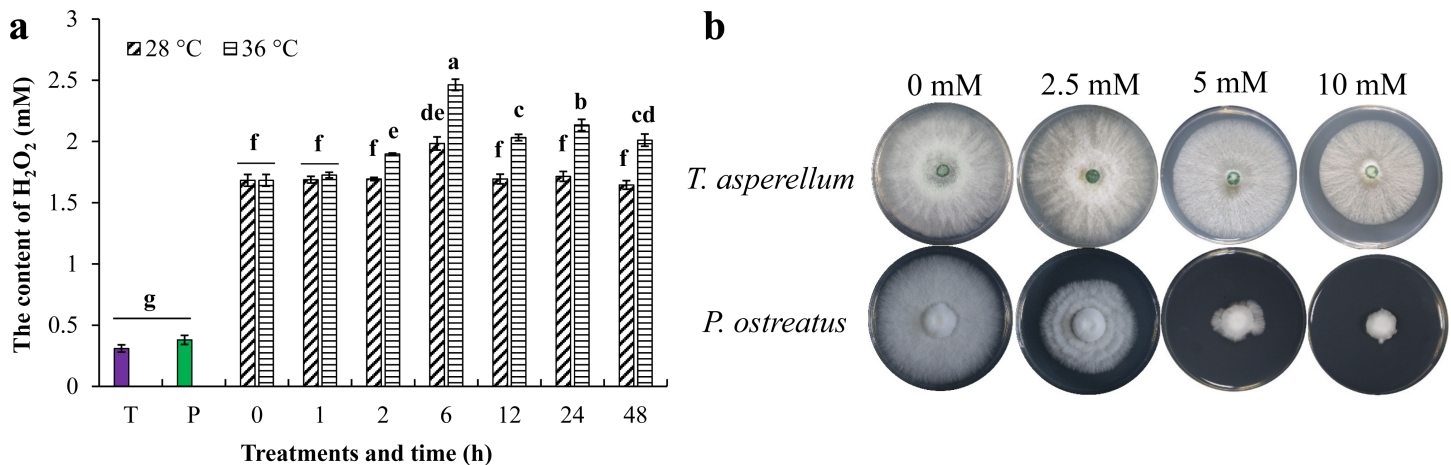 a
The content of H₂O₂ (mM)
3
2.5
2
1.5
1
0.5
0
28 °C 36 °C
g
f
f
f e
de a
f c
f b
f cd
T P 0 1 2 6 12 24 48
Treatments and time (h)
b
0 mM 2.5 mM 5 mM 10 mM
T. asperellum
P. ostreatus